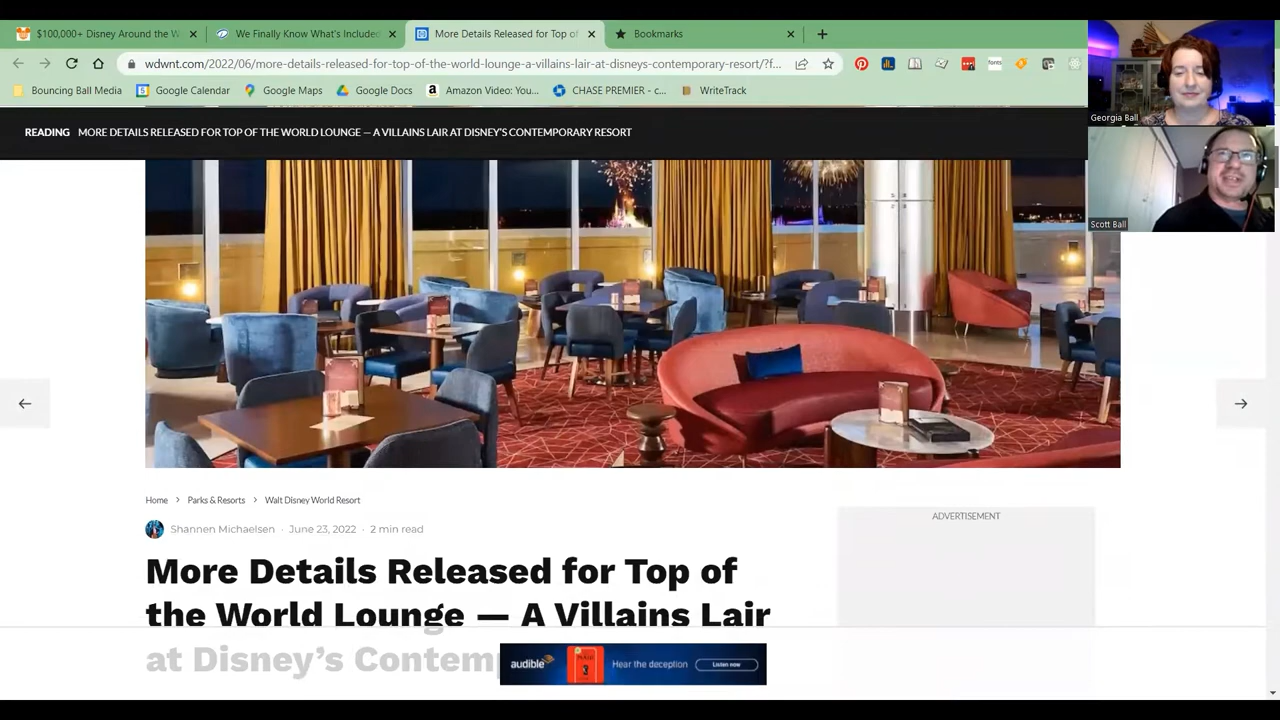 $100,000+ Disney Around the W
We Finally Know What's Included
More Details Released for Top of
Bookmarks
wdwnt.com/2022/06/more-details-released-for-top-of-the-world-lounge-a-villains-lair-at-disneys-contemporary-resort/?f...
Bouncing Ball Media
Google Calendar
Google Maps
Google Docs
Amazon Video: You...
CHASE PREMIER - c...
WriteTrack
Georgia Ball
READING MORE DETAILS RELEASED FOR TOP OF THE WORLD LOUNGE — A VILLAINS LAIR AT DISNEY'S CONTEMPORARY RESORT
Scott Ball
Home > Parks & Resorts > Walt Disney World Resort
Shannen Michaelsen · June 23, 2022 · 2 min read
ADVERTISEMENT
More Details Released for Top of
the World Lounge — A Villains Lair
at Disney's Contemp
audible
Hear the deception
Listen now